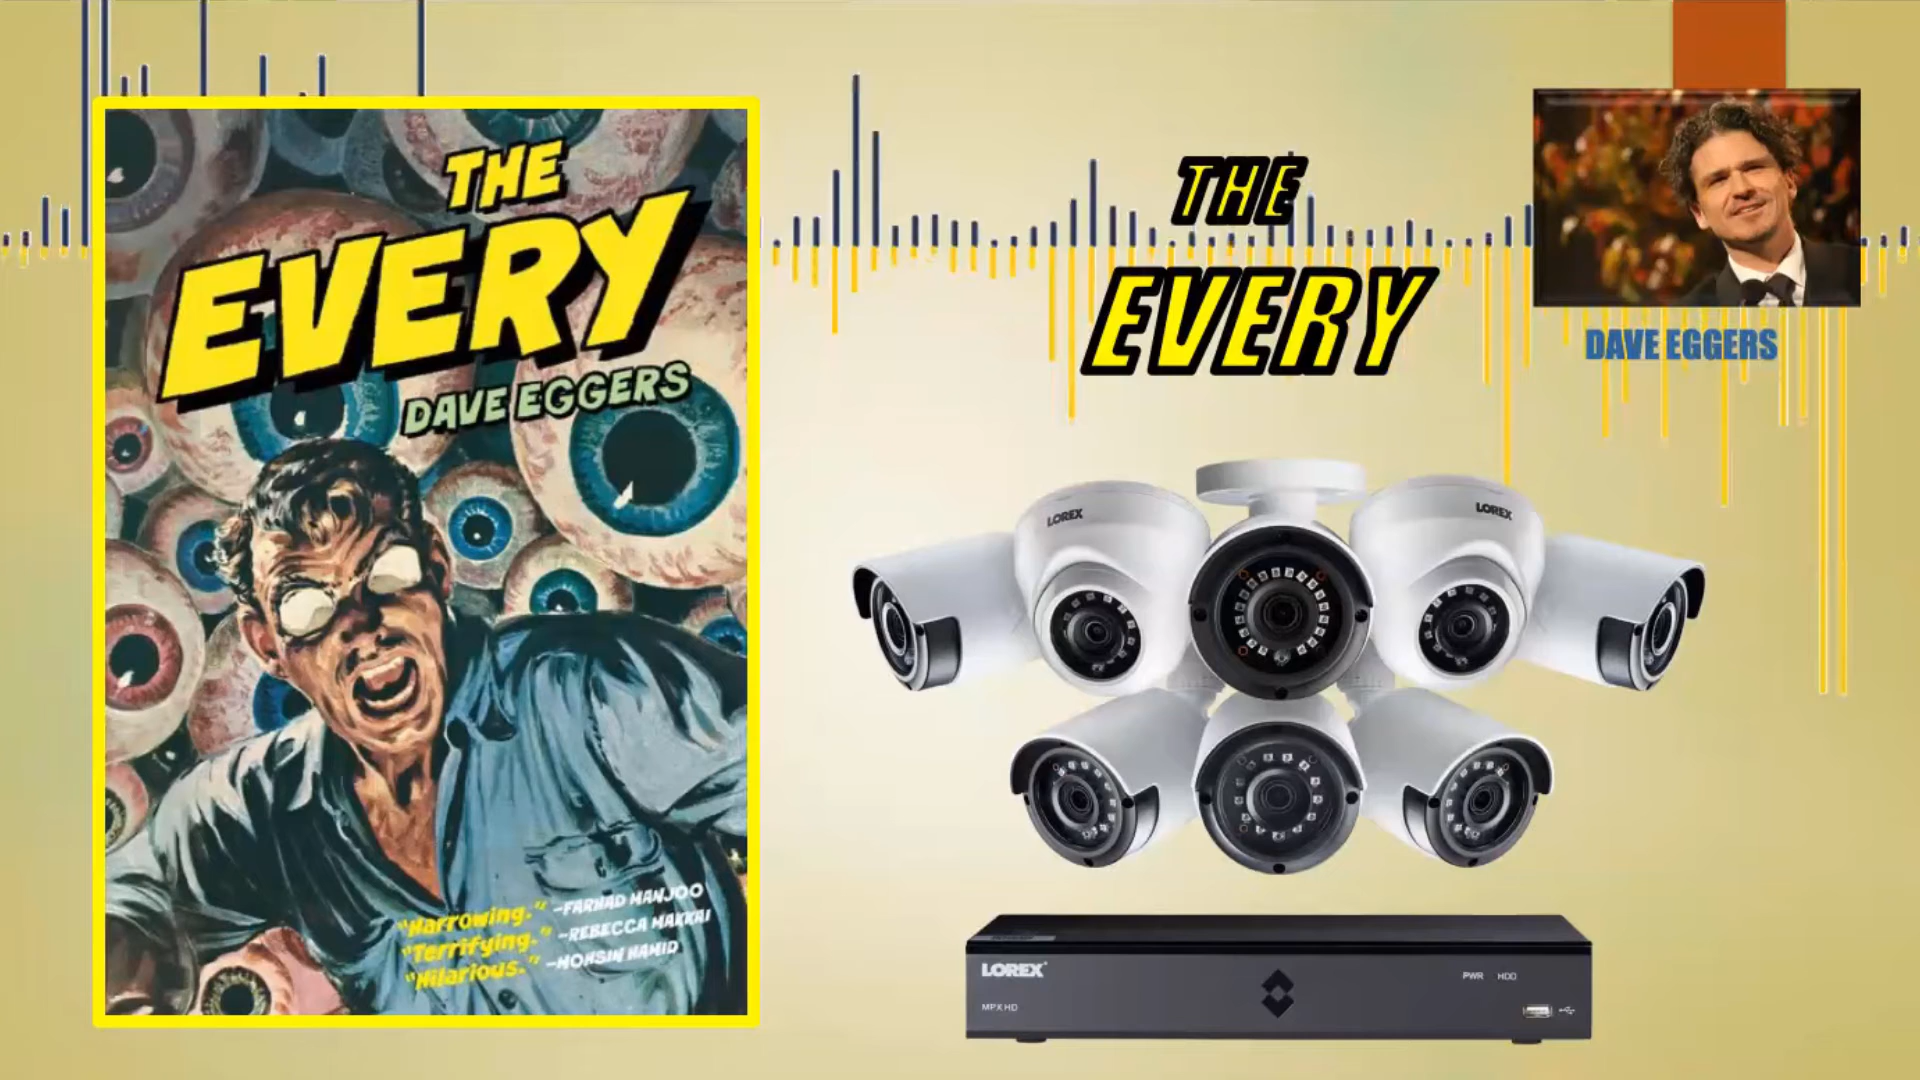 THE
EVERY
DAVE EGGERS
"Harrowing." –FARHAD MANJOO
"Terrifying." –REBECCA MAKKAI
"Hilarious." –MOHSIN HAMID
THE
EVERY
DAVE EGGERS
LOREX
LOREX
LOREX
PWR HDD
MPX HD